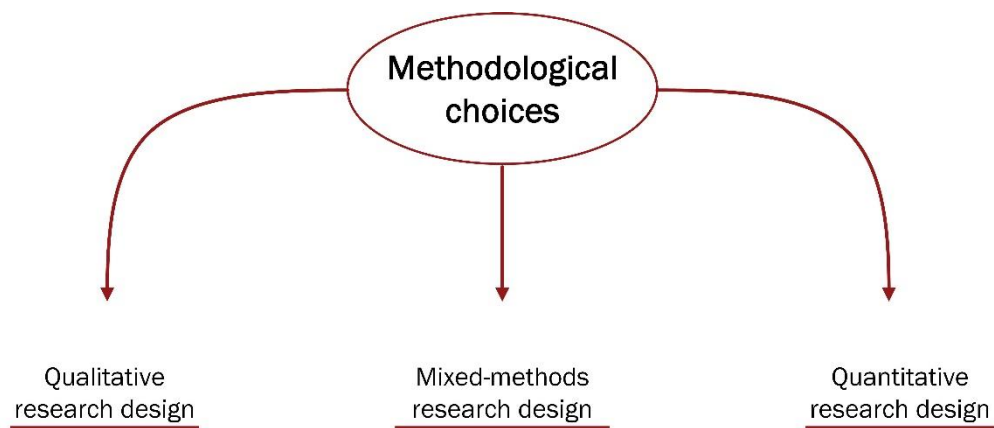 Methodological
choices
Qualitative
research design
Mixed-methods
research design
Quantitative
research design